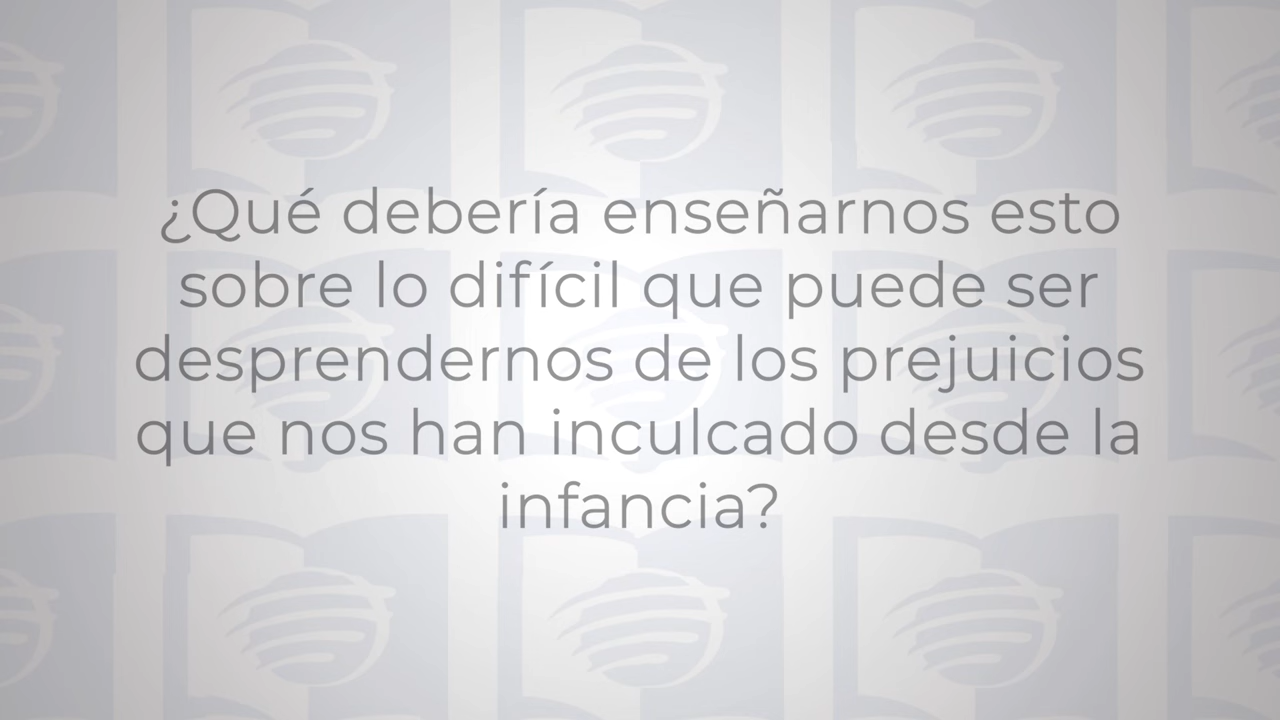 ¿Qué debería enseñarnos esto
sobre lo difícil que puede ser
desprendernos de los prejuicios
que nos han inculcado desde la
infancia?